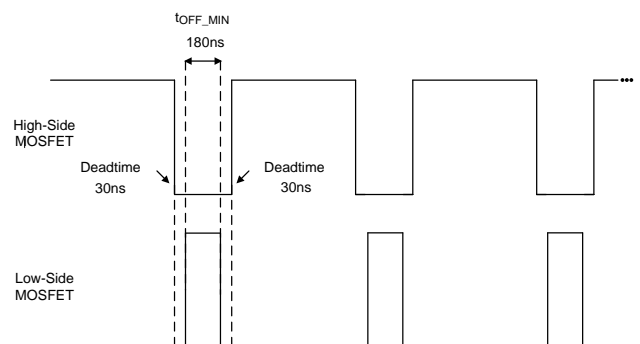 tOFF_MIN
180ns
High-Side
MOSFET
Deadtime
30ns
Deadtime
30ns
Low-Side
MOSFET